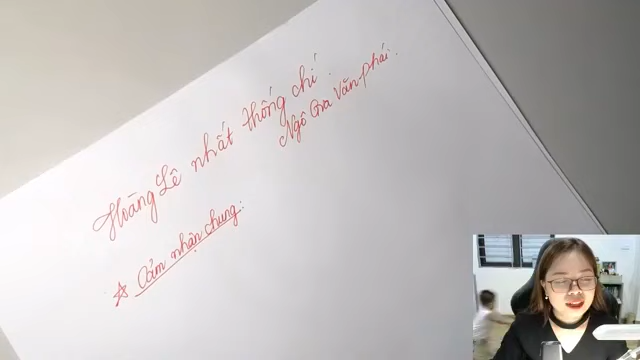 Hoàng Lê nhất thống chí.
Ngô Gia Văn phái.
☆ Cảm nhận chung: